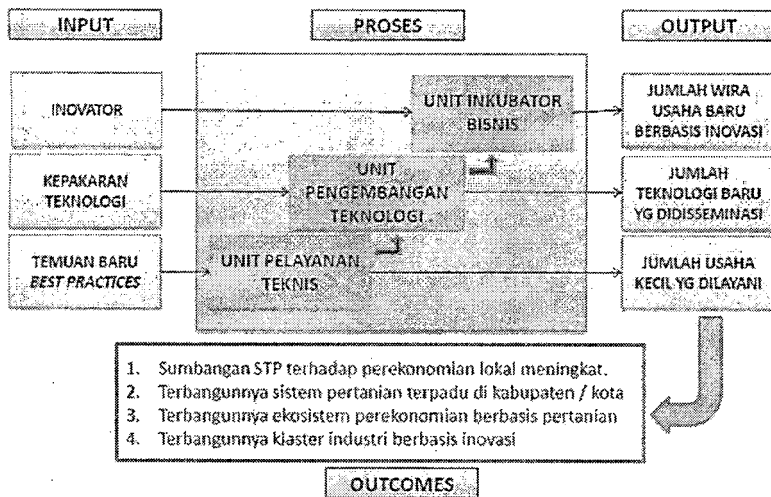 INPUT
PROSES
OUTPUT
INOVATOR
UNIT INKUBATOR
BISNIS
JUMLAH WIRA
USAHA BARU
BERBASIS INOVASI
KEPAKARAN
TEKNOLOGI
UNIT
PENGEMBANGAN
TEKNOLOGI
JUMLAH
TEKNOLOGI BARU
YG DIDISSEMINASI
TEMUAN BARU
BEST PRACTICES
UNIT PELAYANAN
TEKNIS
JUMLAH USAHA
KECIL YG DILAYANI
1. Sumbangan STP terhadap perekonomian lokal meningkat.
2. Terbangunnya sistem pertanian terpadu di kabupaten / kota
3. Terbangunnya ekosistem perekonomian berbasis pertanian
4. Terbangunnya klaster industri berbasis inovasi
OUTCOMES